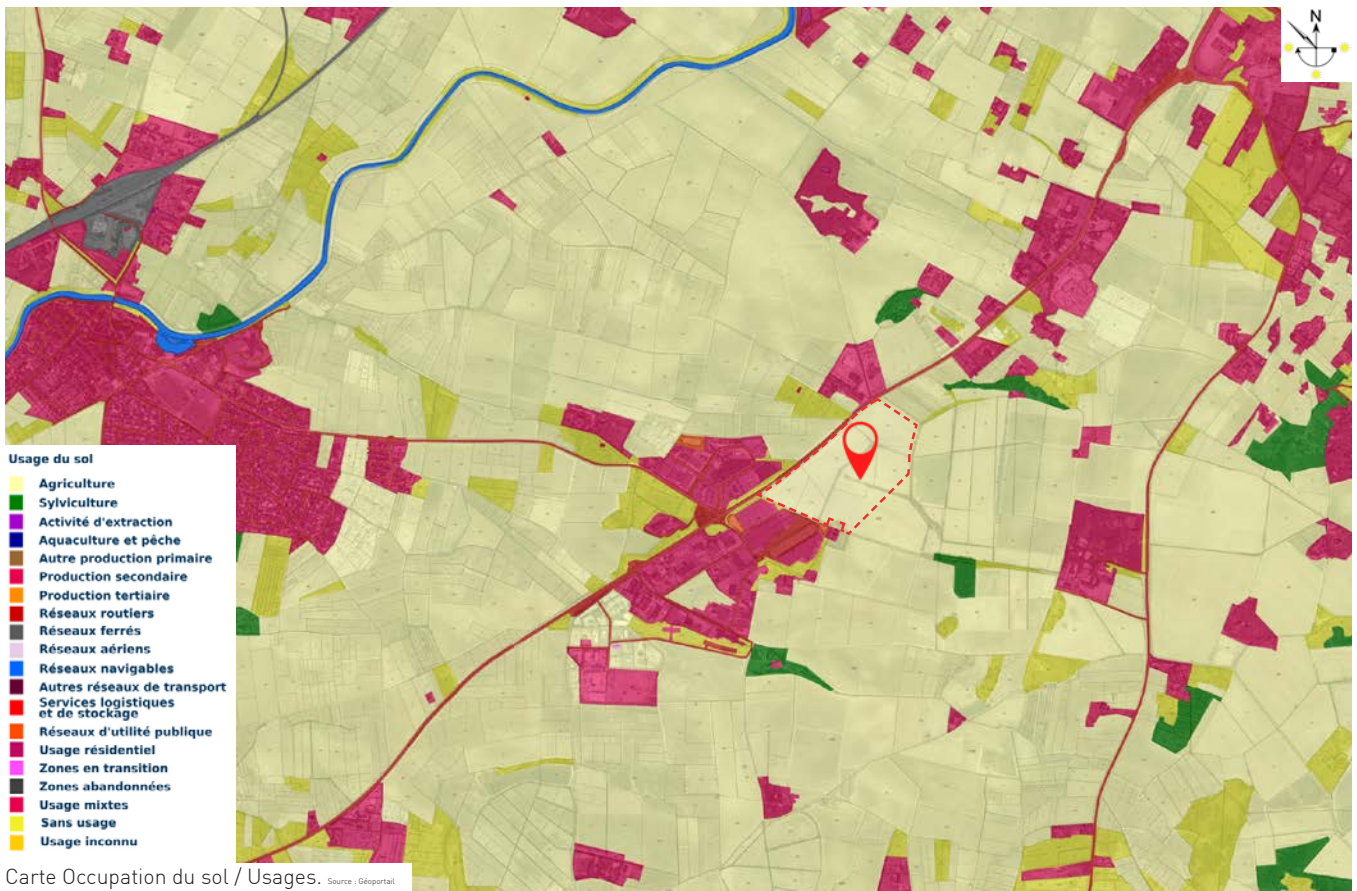 N
Usage du sol
Agriculture
Sylviculture
Activité d'extraction
Aquaculture et pêche
Autre production primaire
Production secondaire
Production tertiaire
Réseaux routiers
Réseaux ferrés
Réseaux aériens
Réseaux navigables
Autres réseaux de transport
Services logistiques
et de stockage
Réseaux d'utilité publique
Usage résidentiel
Zones en transition
Zones abandonnées
Usage mixtes
Sans usage
Usage inconnu
Carte Occupation du sol / Usages. Source : Géoportail